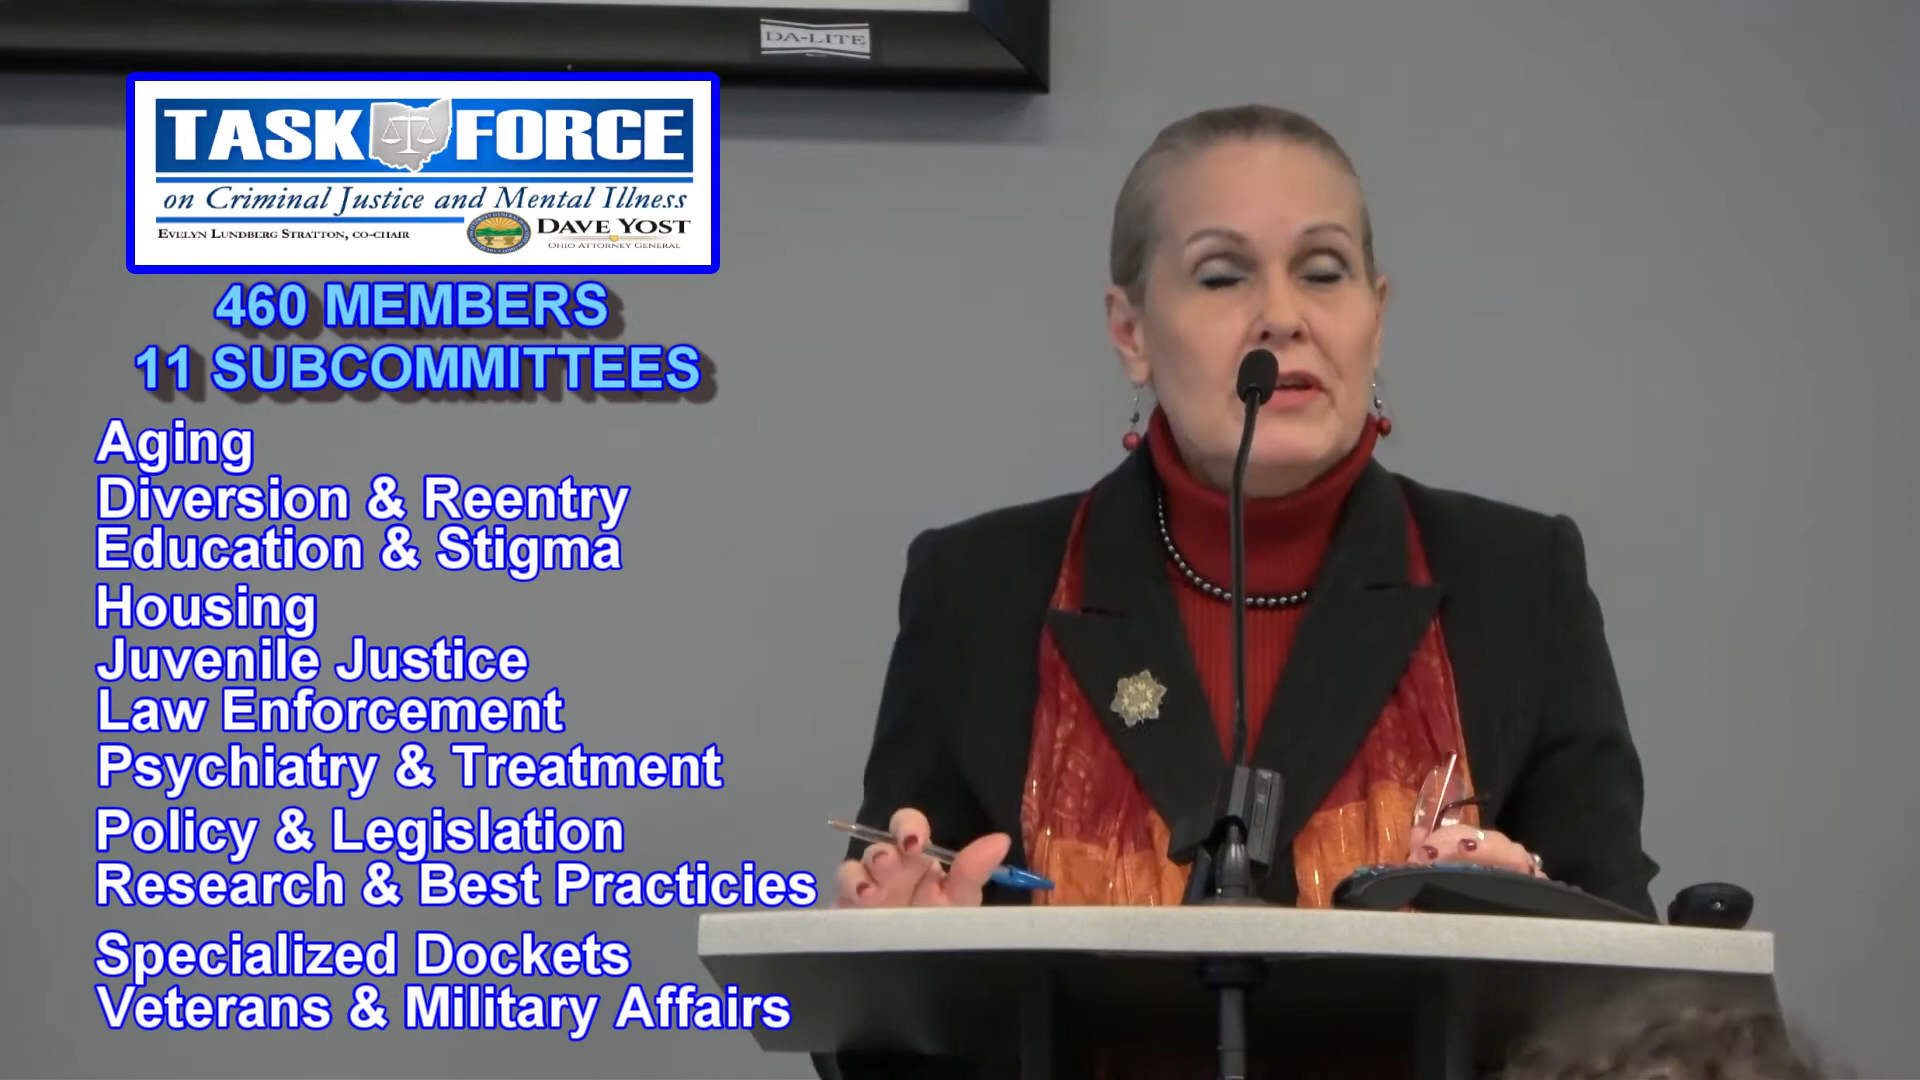 DA-LITE
TASK FORCE
on Criminal Justice and Mental Illness
EVELYN LUNDBERG STRATTON, CO-CHAIR
DAVE YOST
OHIO ATTORNEY GENERAL
460 MEMBERS
11 SUBCOMMITTEES
Aging
Diversion & Reentry
Education & Stigma
Housing
Juvenile Justice
Law Enforcement
Psychiatry & Treatment
Policy & Legislation
Research & Best Practicies
Specialized Dockets
Veterans & Military Affairs